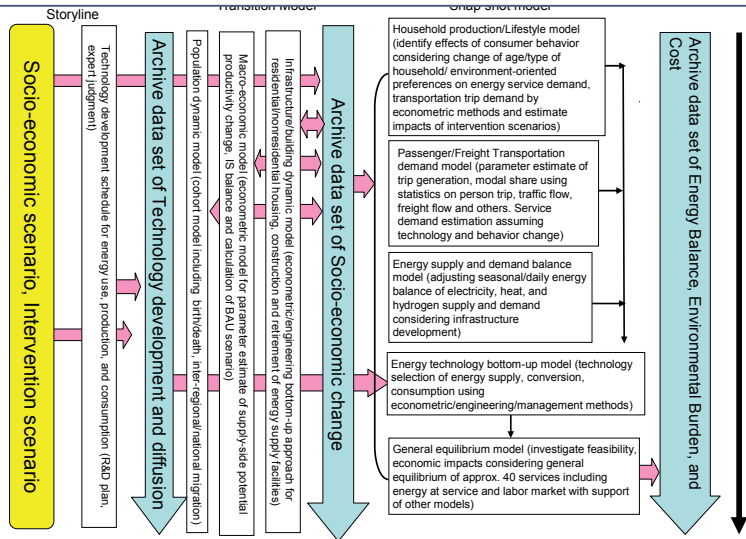 Storyline
Transition Model
Snap shot model
Socio-economic scenario, Intervention scenario
Technology development schedule for energy use, production, and consumption (R&D plan,
expert judgment)
Archive data set of Technology development and diffusion
Population dynamic model (cohort model including birth/death, inter-regional/national migration)
Macro-economic model (econometric model for parameter estimate of supply-side potential
productivity change, IS balance and calculation of BAU scenario)
Infrastructure/building dynamic model (econometric/engineering bottom-up approach for
residential/nonresidential housing, construction and retirement of energy supply facilities)
Archive data set of Socio-economic change
Household production/Lifestyle model
(identify effects of consumer behavior
considering change of age/type of
household/ environment-oriented
preferences on energy service demand,
transportation trip demand by
econometric methods and estimate
impacts of intervention scenarios)
Passenger/Freight Transportation
demand model (parameter estimate of
trip generation, modal share using
statistics on person trip, traffic flow,
freight flow and others. Service
demand estimation assuming
technology and behavior change)
Energy supply and demand balance
model (adjusting seasonal/daily energy
balance of electricity, heat, and
hydrogen supply and demand
considering infrastructure
development)
Energy technology bottom-up model (technology
selection of energy supply, conversion,
consumption using
econometric/engineering/management methods)
General equilibrium model (investigate feasibility,
economic impacts considering general
equilibrium of approx. 40 services including
energy at service and labor market with support
of other models)
Archive data set of Energy Balance, Environmental Burden, and
Cost